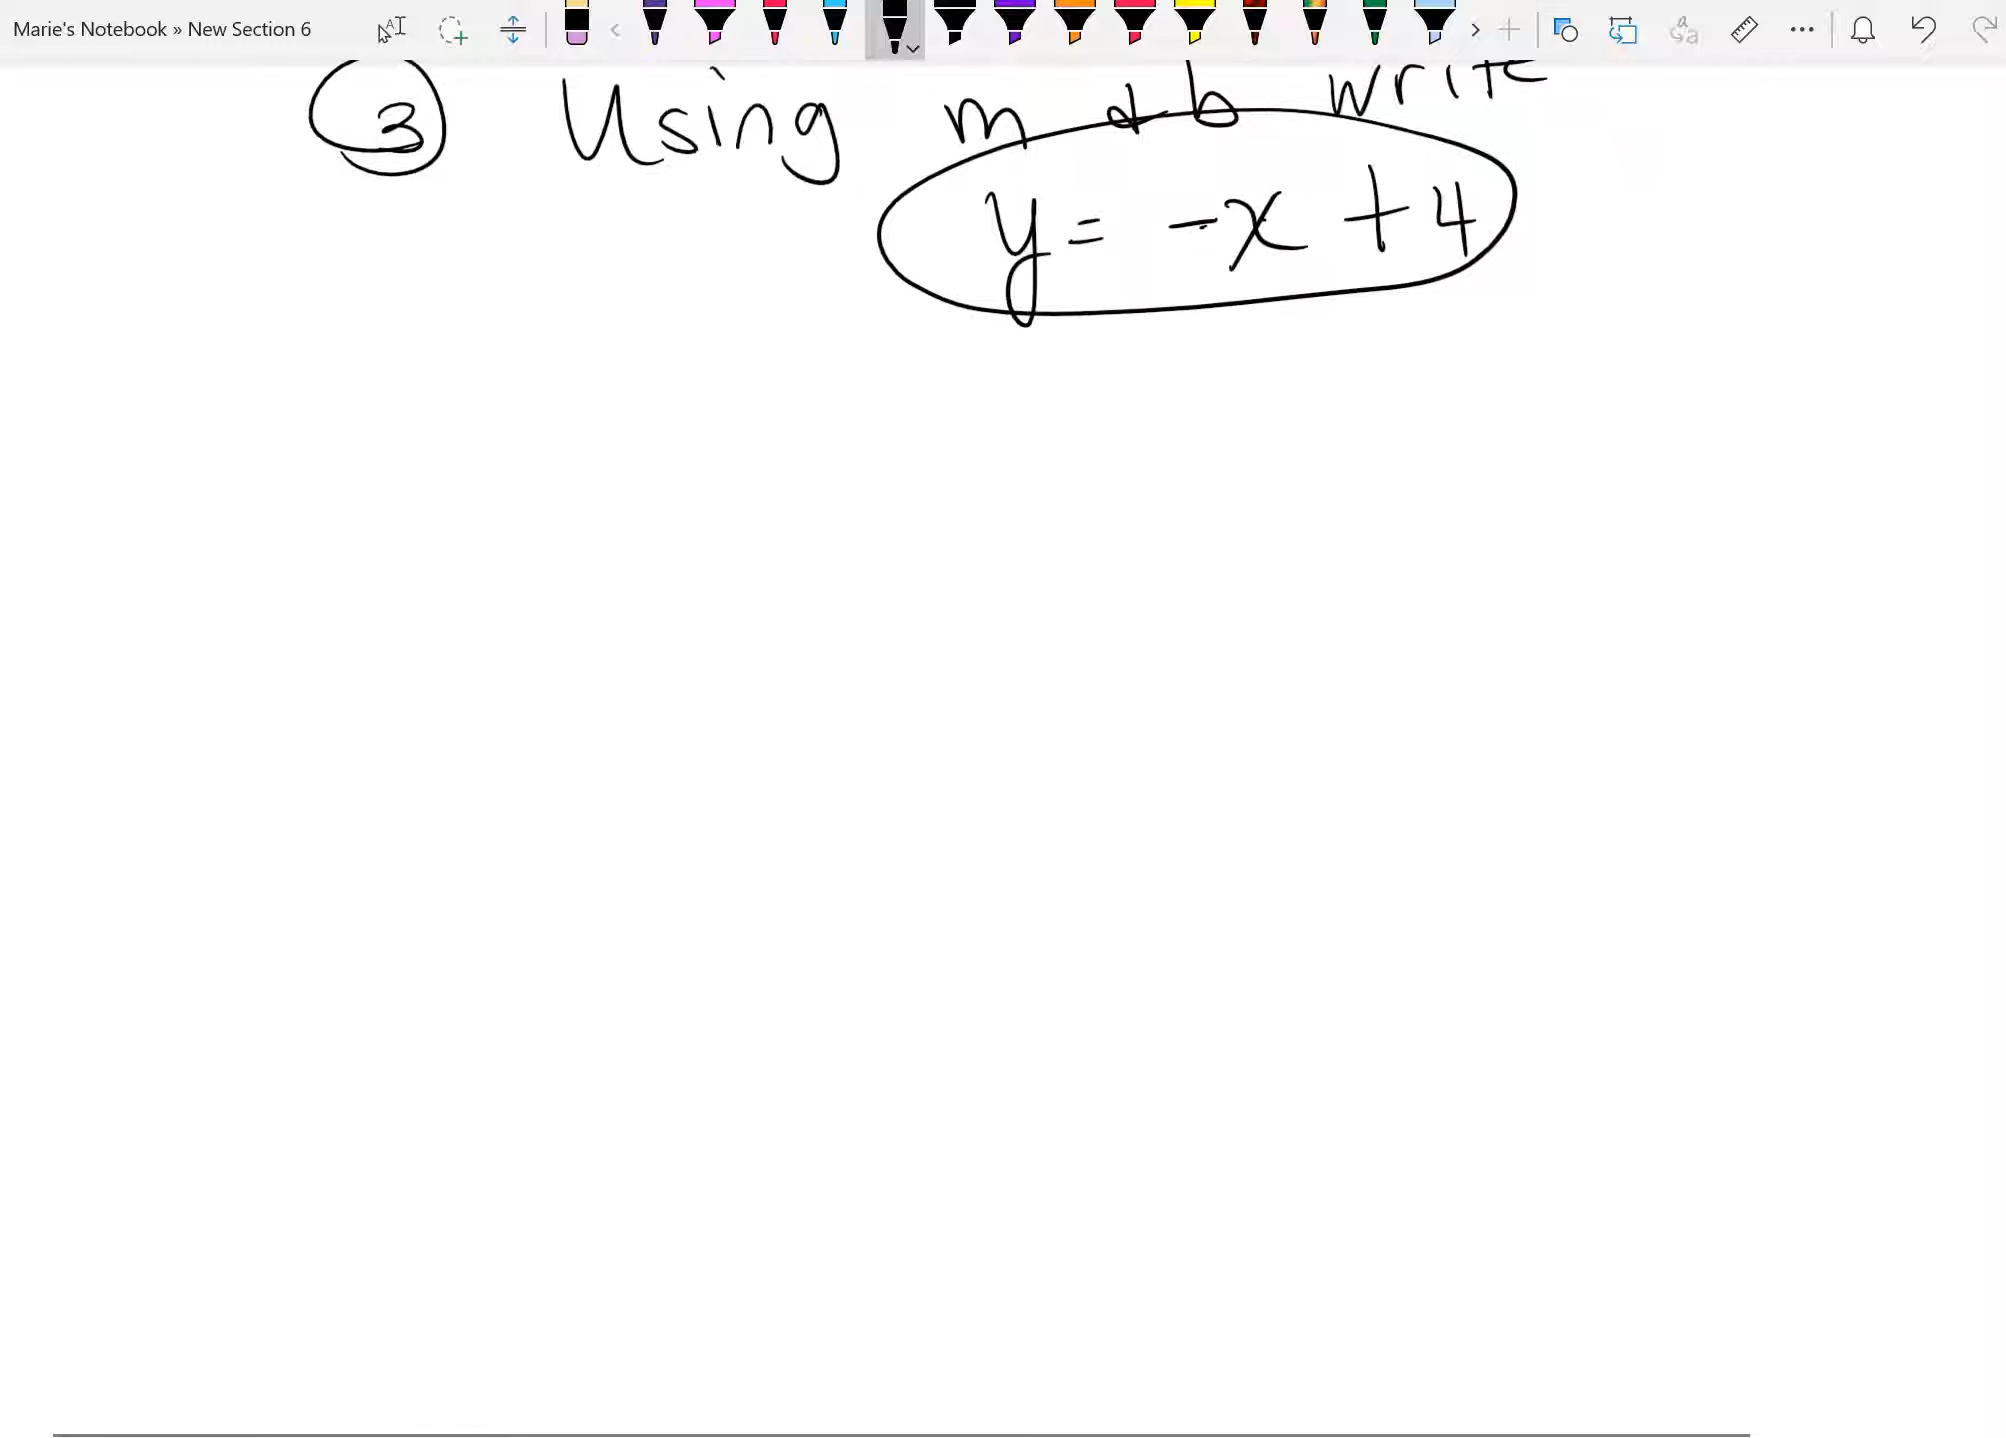 Marie's Notebook » New Section 6
③ Using m & b write
y = -x + 4